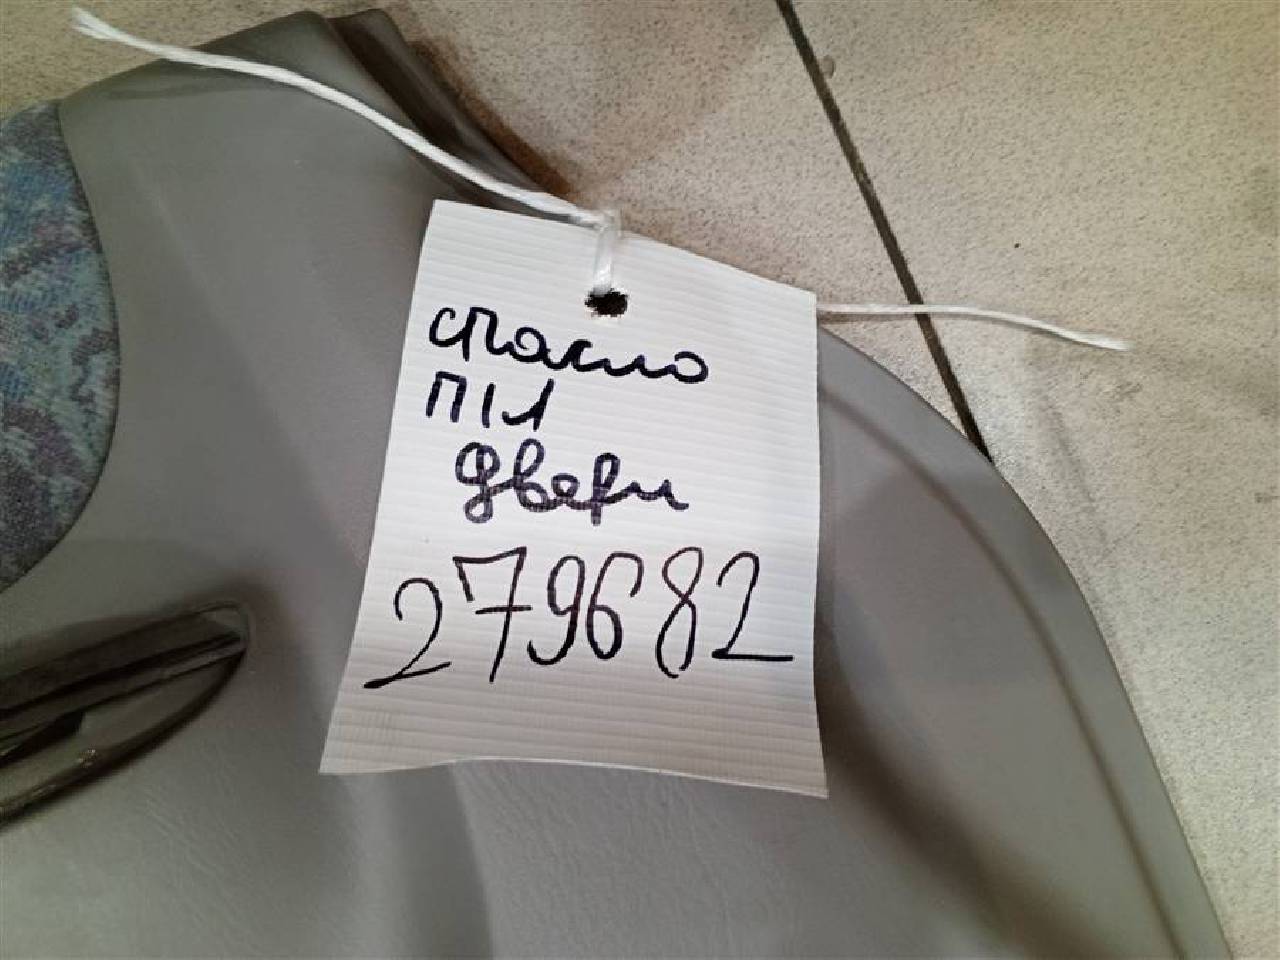 спасио
П/Л
двери
279682